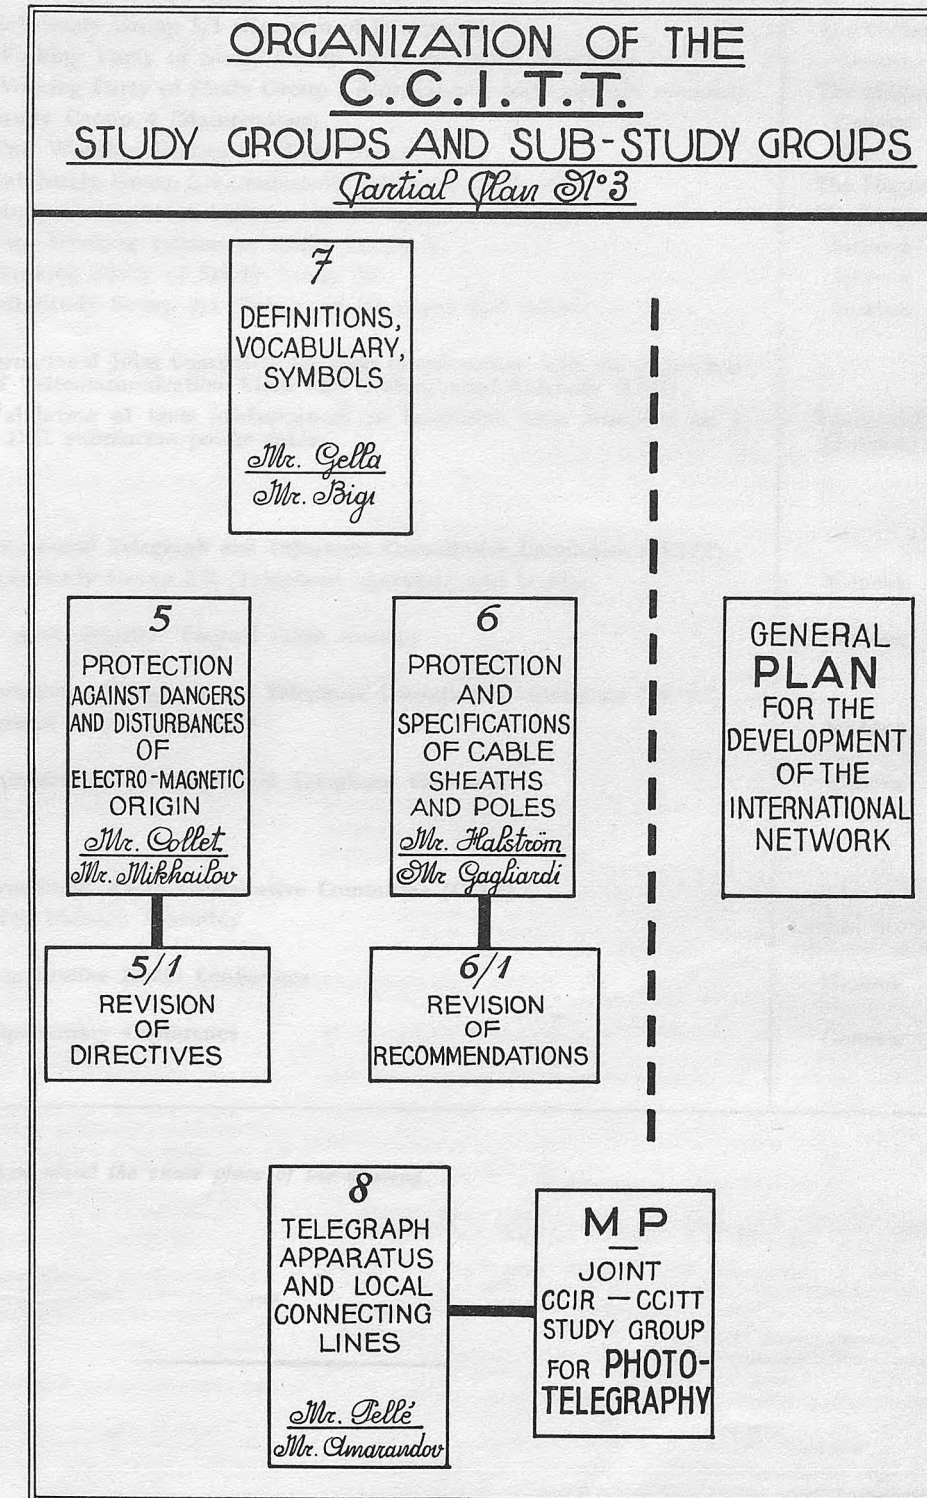 ORGANIZATION OF THE
C.C.I.T.T.
STUDY GROUPS AND SUB-STUDY GROUPS
Partial Plan N°3
7
DEFINITIONS,
VOCABULARY,
SYMBOLS
Mr. Gella
Mr. Bigi
5
PROTECTION
AGAINST DANGERS
AND DISTURBANCES
OF
ELECTRO-MAGNETIC
ORIGIN
Mr. Collet
Mr. Mikhailov
5/1
REVISION
OF
DIRECTIVES
6
PROTECTION
AND
SPECIFICATIONS
OF CABLE
SHEATHS
AND POLES
Mr. Halström
Mr Gagliardi
6/1
REVISION
OF
RECOMMENDATIONS
GENERAL
PLAN
FOR THE
DEVELOPMENT
OF THE
INTERNATIONAL
NETWORK
8
TELEGRAPH
APPARATUS
AND LOCAL
CONNECTING
LINES
Mr. Pellé
Mr. Amarandov
M P
JOINT
CCIR — CCITT
STUDY GROUP
FOR PHOTO-
TELEGRAPHY